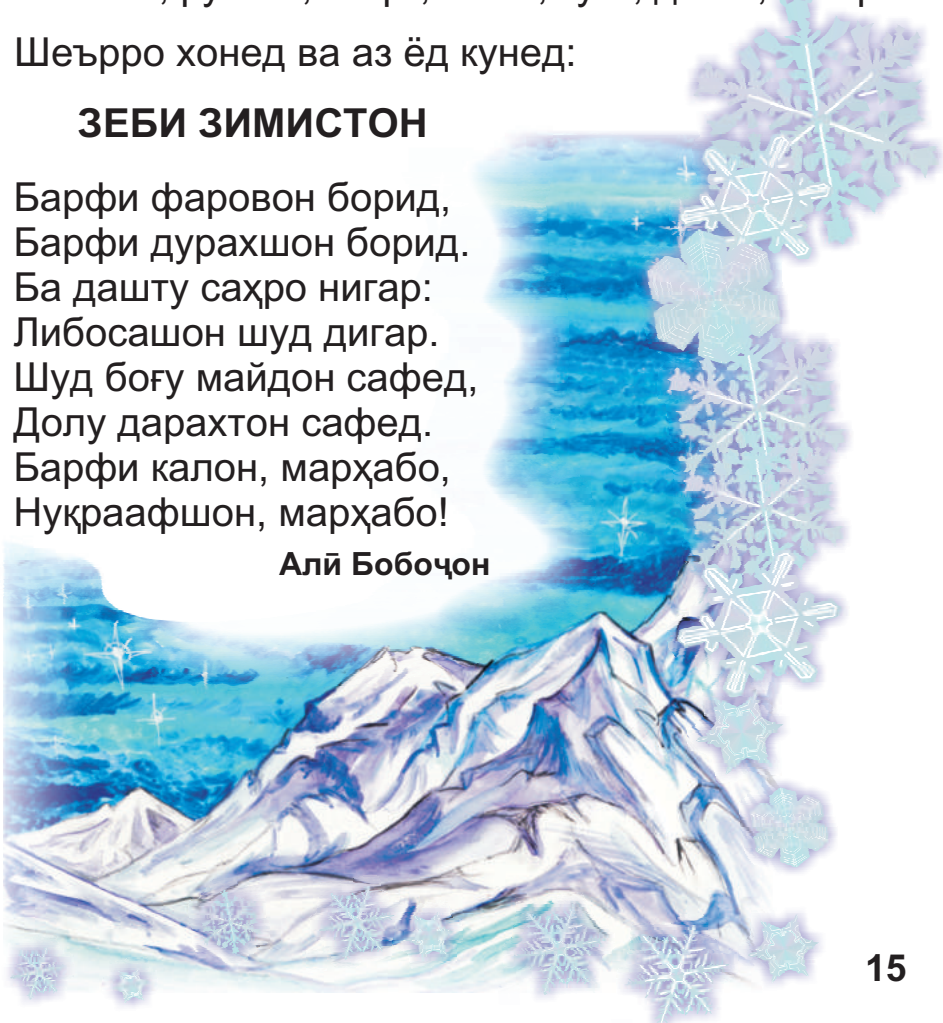 Шеърро хонед ва аз ёд кунед:
ЗЕБИ ЗИМИСТОН
Барфи фаровон борид,
Барфи дурахшон борид.
Ба дашту саҳро нигар:
Либосашон шуд дигар.
Шуд боғу майдон сафед,
Долу дарахтон сафед.
Барфи калон, марҳабо,
Нуқраафшон, марҳабо!
Алӣ Бобоҷон
15